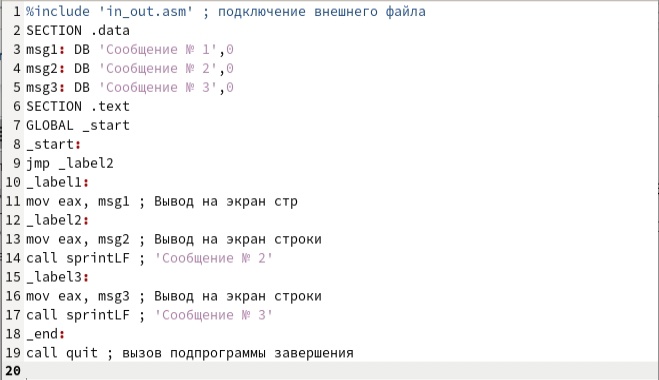 1 %include 'in_out.asm' ; подключение внешнего файла
2 SECTION .data
3 msg1: DB 'Сообщение № 1',0
4 msg2: DB 'Сообщение № 2',0
5 msg3: DB 'Сообщение № 3',0
6 SECTION .text
7 GLOBAL _start
8 _start:
9 jmp _label2
10 _label1:
11 mov eax, msg1 ; Вывод на экран стр
12 _label2:
13 mov eax, msg2 ; Вывод на экран строки
14 call sprintLF ; 'Сообщение № 2'
15 _label3:
16 mov eax, msg3 ; Вывод на экран строки
17 call sprintLF ; 'Сообщение № 3'
18 _end:
19 call quit ; вызов подпрограммы завершения
20